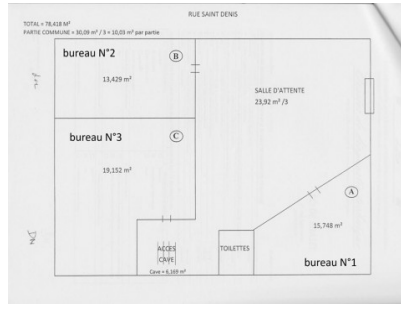 RUE SAINT DENIS
TOTAL = 78,418 M²
PARTIE COMMUNE = 30,09 m² / 3 = 10,03 m² par partie
bureau N°2
B
13,429 m²
SALLE D'ATTENTE
23,92 m² /3
bureau N°3
C
19,152 m²
A
15,748 m²
ACCES
CAVE
TOILETTES
bureau N°1
Cave = 6,169 m²